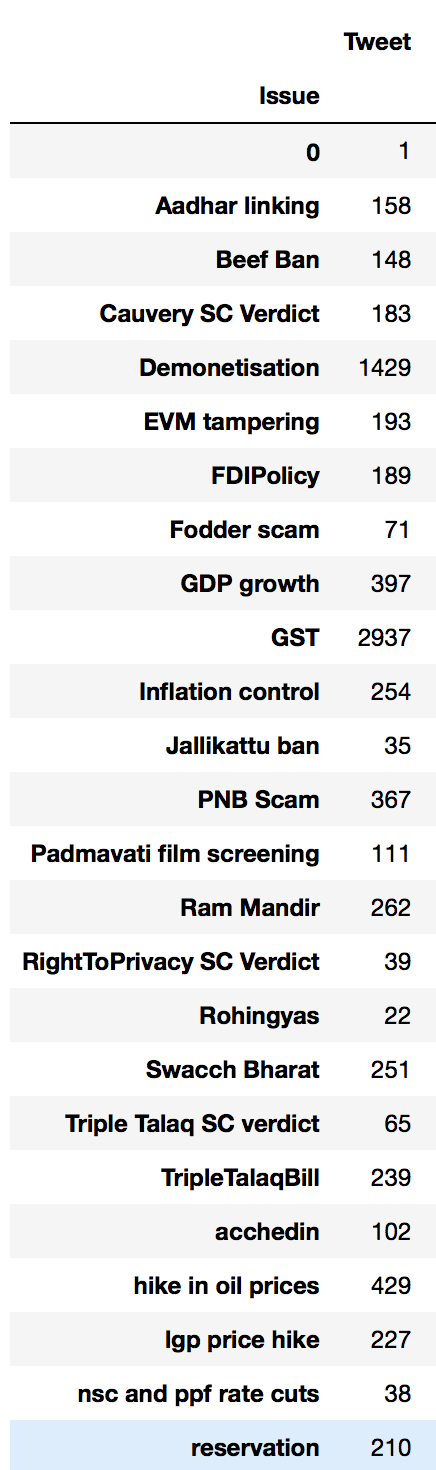 Tweet
Issue
0 1
Aadhar linking 158
Beef Ban 148
Cauvery SC Verdict 183
Demonetisation 1429
EVM tampering 193
FDIPolicy 189
Fodder scam 71
GDP growth 397
GST 2937
Inflation control 254
Jallikattu ban 35
PNB Scam 367
Padmavati film screening 111
Ram Mandir 262
RightToPrivacy SC Verdict 39
Rohingyas 22
Swacch Bharat 251
Triple Talaq SC verdict 65
TripleTalaqBill 239
acchedin 102
hike in oil prices 429
lgp price hike 227
nsc and ppf rate cuts 38
reservation 210